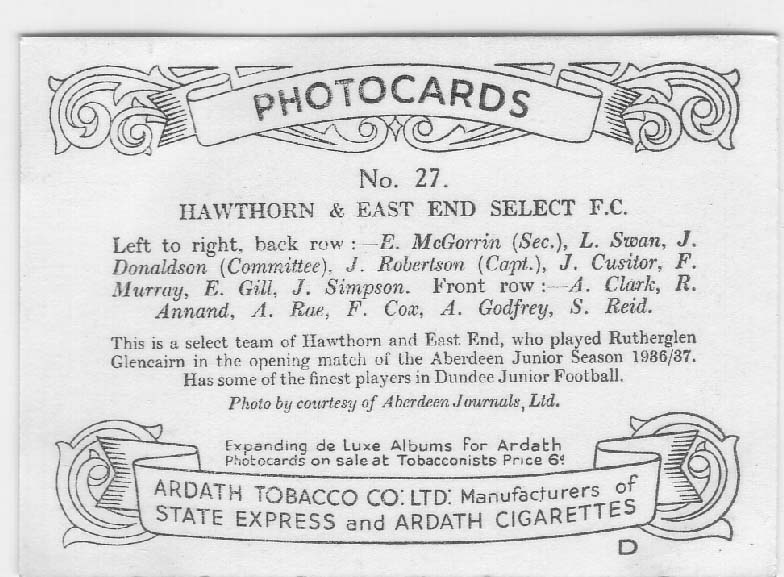 PHOTOCARDS
No. 27.
HAWTHORN & EAST END SELECT F.C.
Left to right, back row :—E. McGorrin (Sec.), L. Swan, J.
Donaldson (Committee), J. Robertson (Capt.), J. Cusitor, F.
Murray, E. Gill, J. Simpson. Front row :—A. Clark, R.
Annand, A. Rae, F. Cox, A. Godfrey, S. Reid.
This is a select team of Hawthorn and East End, who played Rutherglen
Glencairn in the opening match of the Aberdeen Junior Season 1936/37.
Has some of the finest players in Dundee Junior Football.
Photo by courtesy of Aberdeen Journals, Ltd.
Expanding de Luxe Albums for Ardath
Photocards on sale at Tobacconists Price 6d
ARDATH TOBACCO CO: LTD: Manufacturers of
STATE EXPRESS and ARDATH CIGARETTES
D